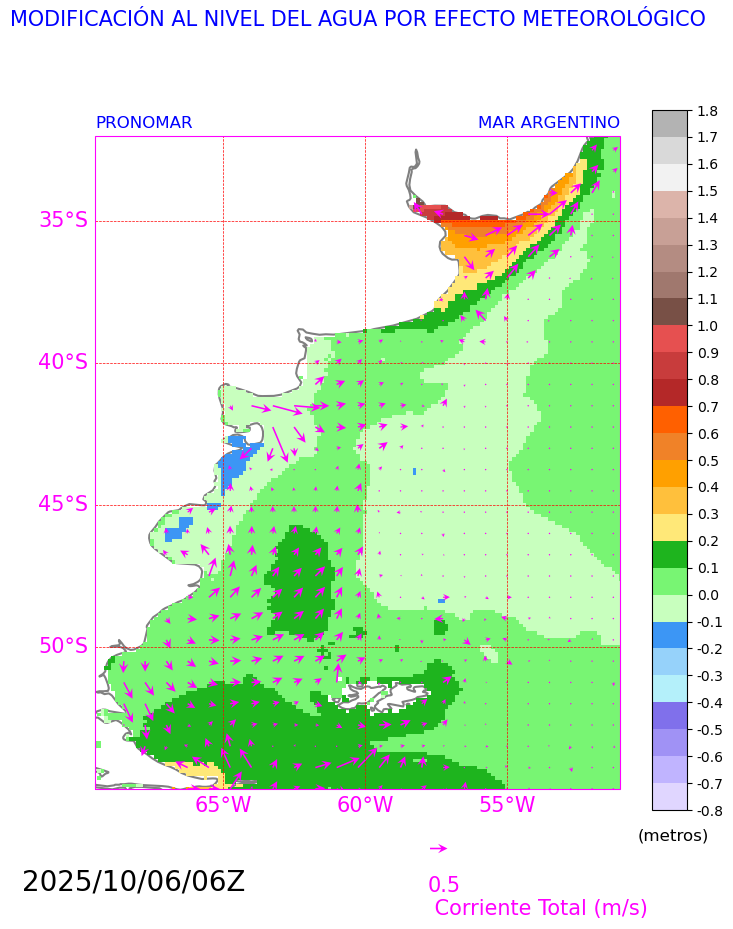 MODIFICACIÓN AL NIVEL DEL AGUA POR EFECTO METEOROLÓGICO
PRONOMAR MAR ARGENTINO
35°S
40°S
45°S
50°S
65°W 60°W 55°W
1.8
1.7
1.6
1.5
1.4
1.3
1.2
1.1
1.0
0.9
0.8
0.7
0.6
0.5
0.4
0.3
0.2
0.1
0.0
-0.1
-0.2
-0.3
-0.4
-0.5
-0.6
-0.7
-0.8
(metros)
2025/10/06/06Z
0.5
Corriente Total (m/s)